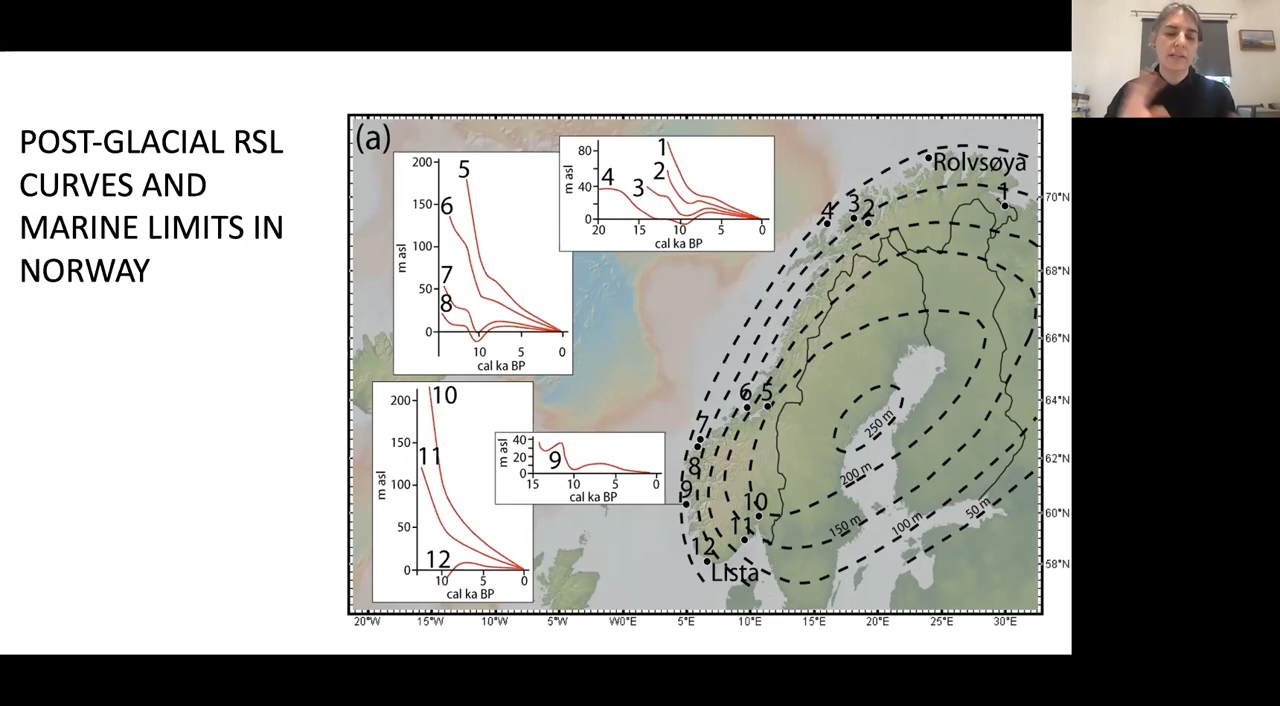 POST-GLACIAL RSL
CURVES AND
MARINE LIMITS IN
NORWAY
(a)
200
150
100
50
0
m asl
5
6
7
8
10
5
0
cal ka BP
80
40
0
m asl
1
2
3
4
20
15
10
5
0
cal ka BP
200
150
100
50
0
m asl
10
11
12
10
5
0
cal ka BP
40
20
0
m asl
9
15
10
5
0
cal ka BP
Rolvsøya
1
4
3
2
6
5
7
8
9
10
11
12
Lista
250 m
200 m
150 m
100 m
50 m
70°N
68°N
66°N
64°N
62°N
60°N
58°N
20°W
15°W
10°W
5°W
W0°E
5°E
10°E
15°E
20°E
25°E
30°E